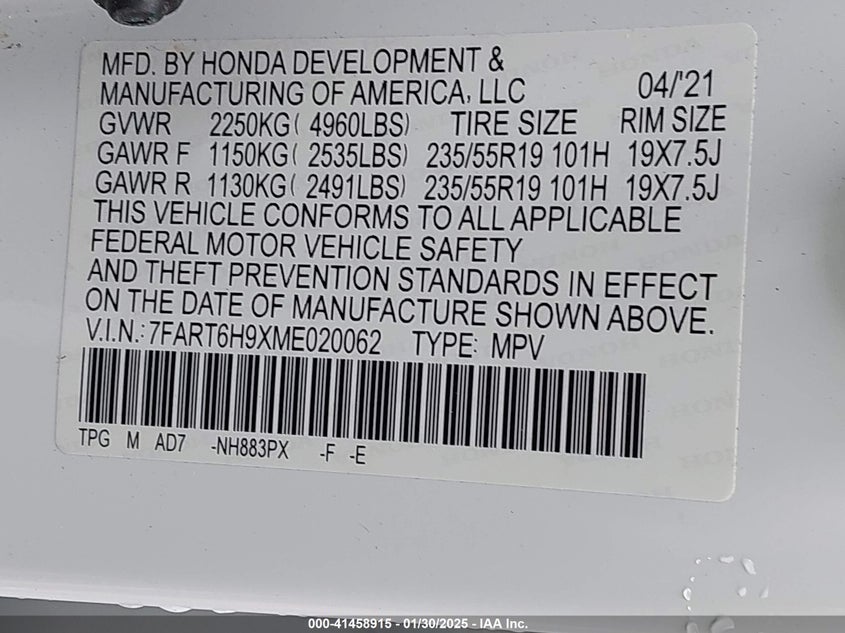 MFD. BY HONDA DEVELOPMENT &
MANUFACTURING OF AMERICA, LLC 04/'21
GVWR 2250KG( 4960LBS) TIRE SIZE RIM SIZE
GAWR F 1150KG( 2535LBS) 235/55R19 101H 19X7.5J
GAWR R 1130KG( 2491LBS) 235/55R19 101H 19X7.5J
THIS VEHICLE CONFORMS TO ALL APPLICABLE
FEDERAL MOTOR VEHICLE SAFETY
AND THEFT PREVENTION STANDARDS IN EFFECT
ON THE DATE OF MANUFACTURE SHOWN ABOVE.
V.I.N.: 7FART6H9XME020062 TYPE: MPV
TPG M AD7 -NH883PX -F -E
000-41458915 - 01/30/2025 - IAA Inc.